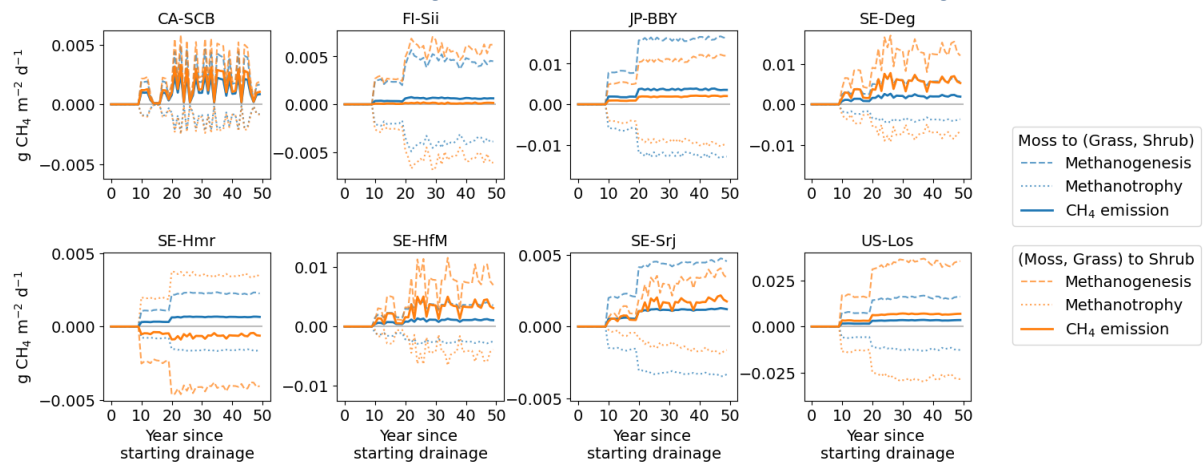 CA-SCB
FI-Sii
JP-BBY
SE-Deg
g CH₄ m⁻² d⁻¹
0.005
0.000
−0.005
0 10 20 30 40 50
0.005
0.000
−0.005
0 10 20 30 40 50
0.01
0.00
−0.01
0 10 20 30 40 50
0.01
0.00
−0.01
0 10 20 30 40 50
SE-Hmr
SE-HfM
SE-Srj
US-Los
g CH₄ m⁻² d⁻¹
0.005
0.000
−0.005
0 10 20 30 40 50
Year since
starting drainage
0.01
0.00
−0.01
0 10 20 30 40 50
Year since
starting drainage
0.005
0.000
−0.005
0 10 20 30 40 50
Year since
starting drainage
0.025
0.000
−0.025
0 10 20 30 40 50
Year since
starting drainage
Moss to (Grass, Shrub)
Methanogenesis
Methanotrophy
CH₄ emission
(Moss, Grass) to Shrub
Methanogenesis
Methanotrophy
CH₄ emission